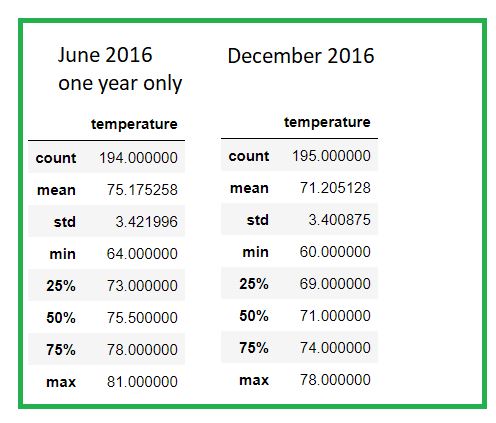 June 2016
one year only
temperature
count 194.000000
mean 75.175258
std 3.421996
min 64.000000
25% 73.000000
50% 75.500000
75% 78.000000
max 81.000000
December 2016
temperature
count 195.000000
mean 71.205128
std 3.400875
min 60.000000
25% 69.000000
50% 71.000000
75% 74.000000
max 78.000000